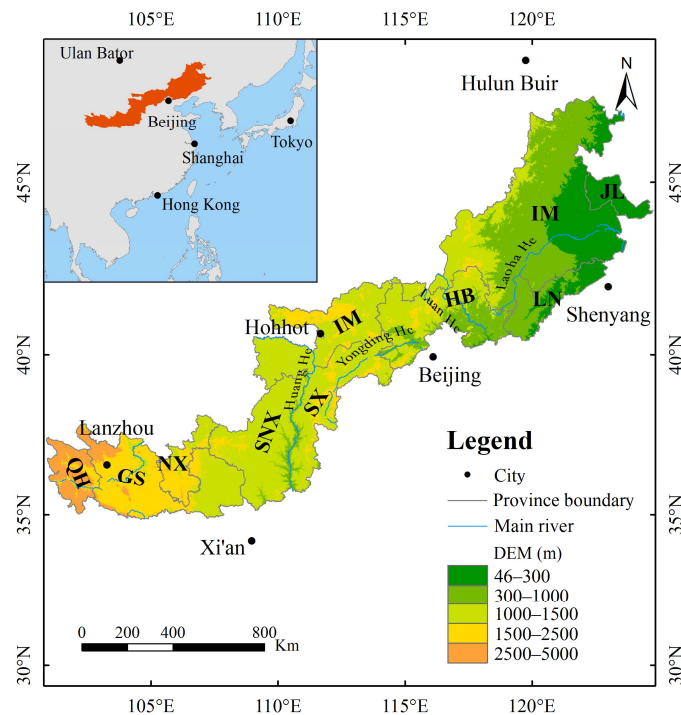 105°E
110°E
115°E
120°E
Ulan Bator
Beijing
Tokyo
Shanghai
Hong Kong
Hulun Buir
N
45°N
45°N
JL
IM
Laoha He
HB
LN
Luan He
Shenyang
IM
Hohhot
Yongding He
40°N
40°N
Beijing
Huang He
SX
SNX
Lanzhou
NX
QH
GS
Legend
City
Province boundary
Main river
35°N
35°N
Xi'an
DEM (m)
46–300
300–1000
1000–1500
1500–2500
2500–5000
0 200 400 800
Km
30°N
30°N
105°E
110°E
115°E
120°E